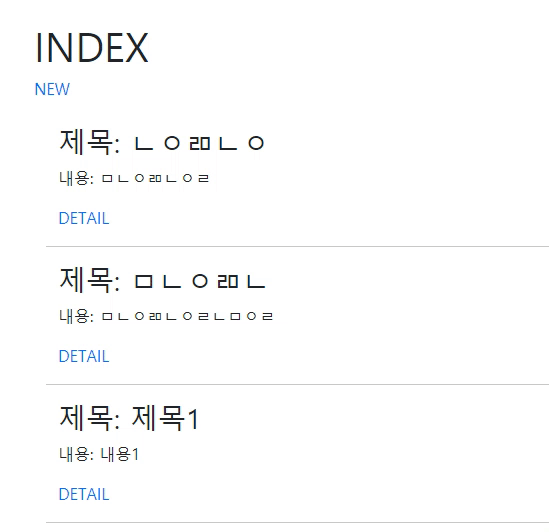 INDEX
NEW
제목: ㄴㅇㄻㄴㅇ
내용: ㅁㄴㅇㄻㄴㅇㄹ
DETAIL
제목: ㅁㄴㅇㄻㄴ
내용: ㅁㄴㅇㄻㄴㅇㄹㄴㅁㅇㄹ
DETAIL
제목: 제목1
내용: 내용1
DETAIL